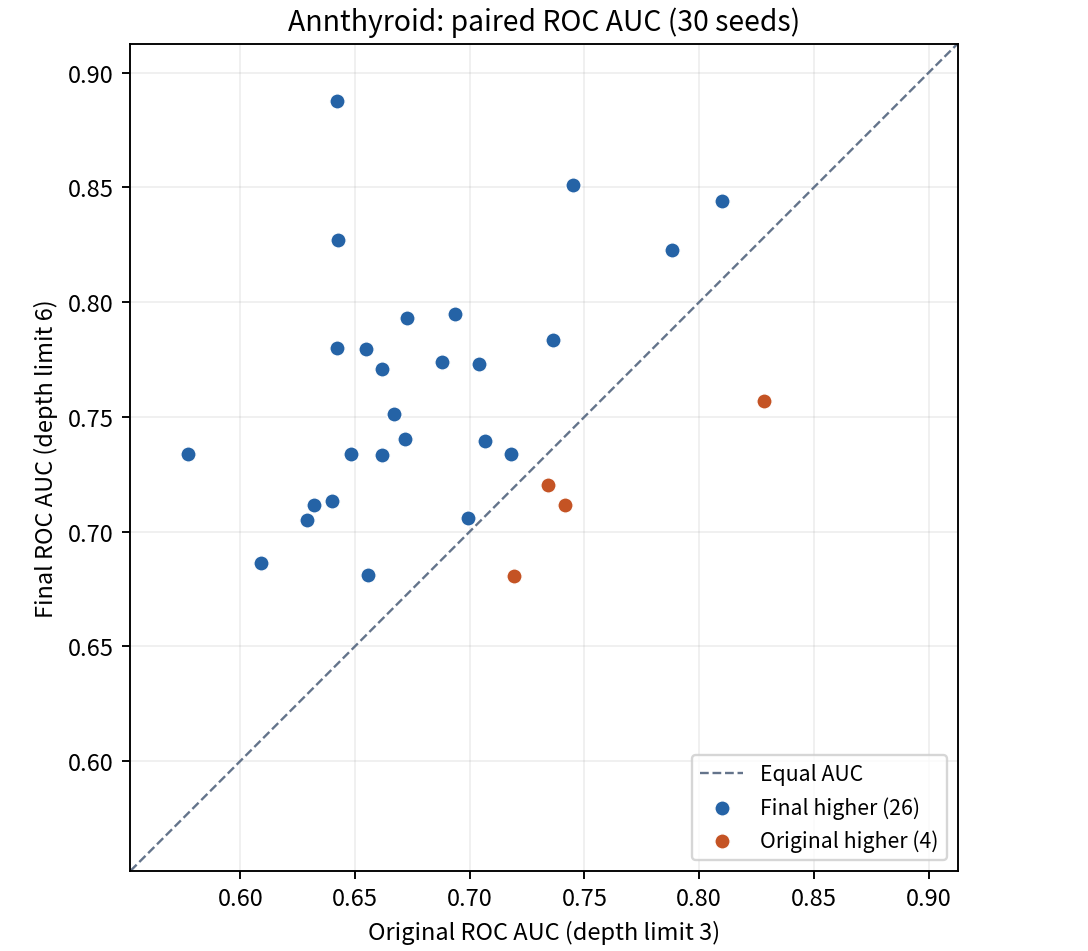 Annthyroid: paired ROC AUC (30 seeds)
Final ROC AUC (depth limit 6)
0.90
0.85
0.80
0.75
0.70
0.65
0.60
Equal AUC
Final higher (26)
Original higher (4)
0.60 0.65 0.70 0.75 0.80 0.85 0.90
Original ROC AUC (depth limit 3)